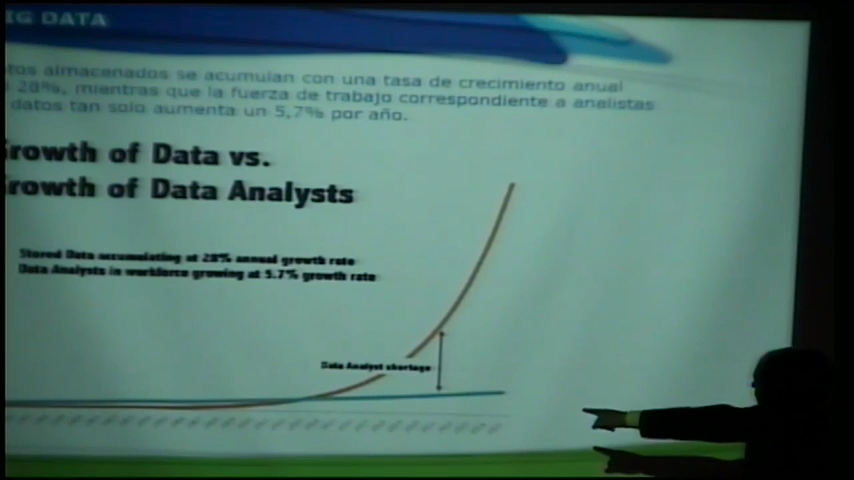 IG DATA
tos almacenados se acumulan con una tasa de crecimiento anual
28%, mientras que la fuerza de trabajo correspondiente a analistas
datos tan solo aumenta un 5,7% por año.
Growth of Data vs.
Growth of Data Analysts
Stored Data accumulating at 28% annual growth rate
Data Analysts in workforce growing at 5.7% growth rate
Data Analyst shortage